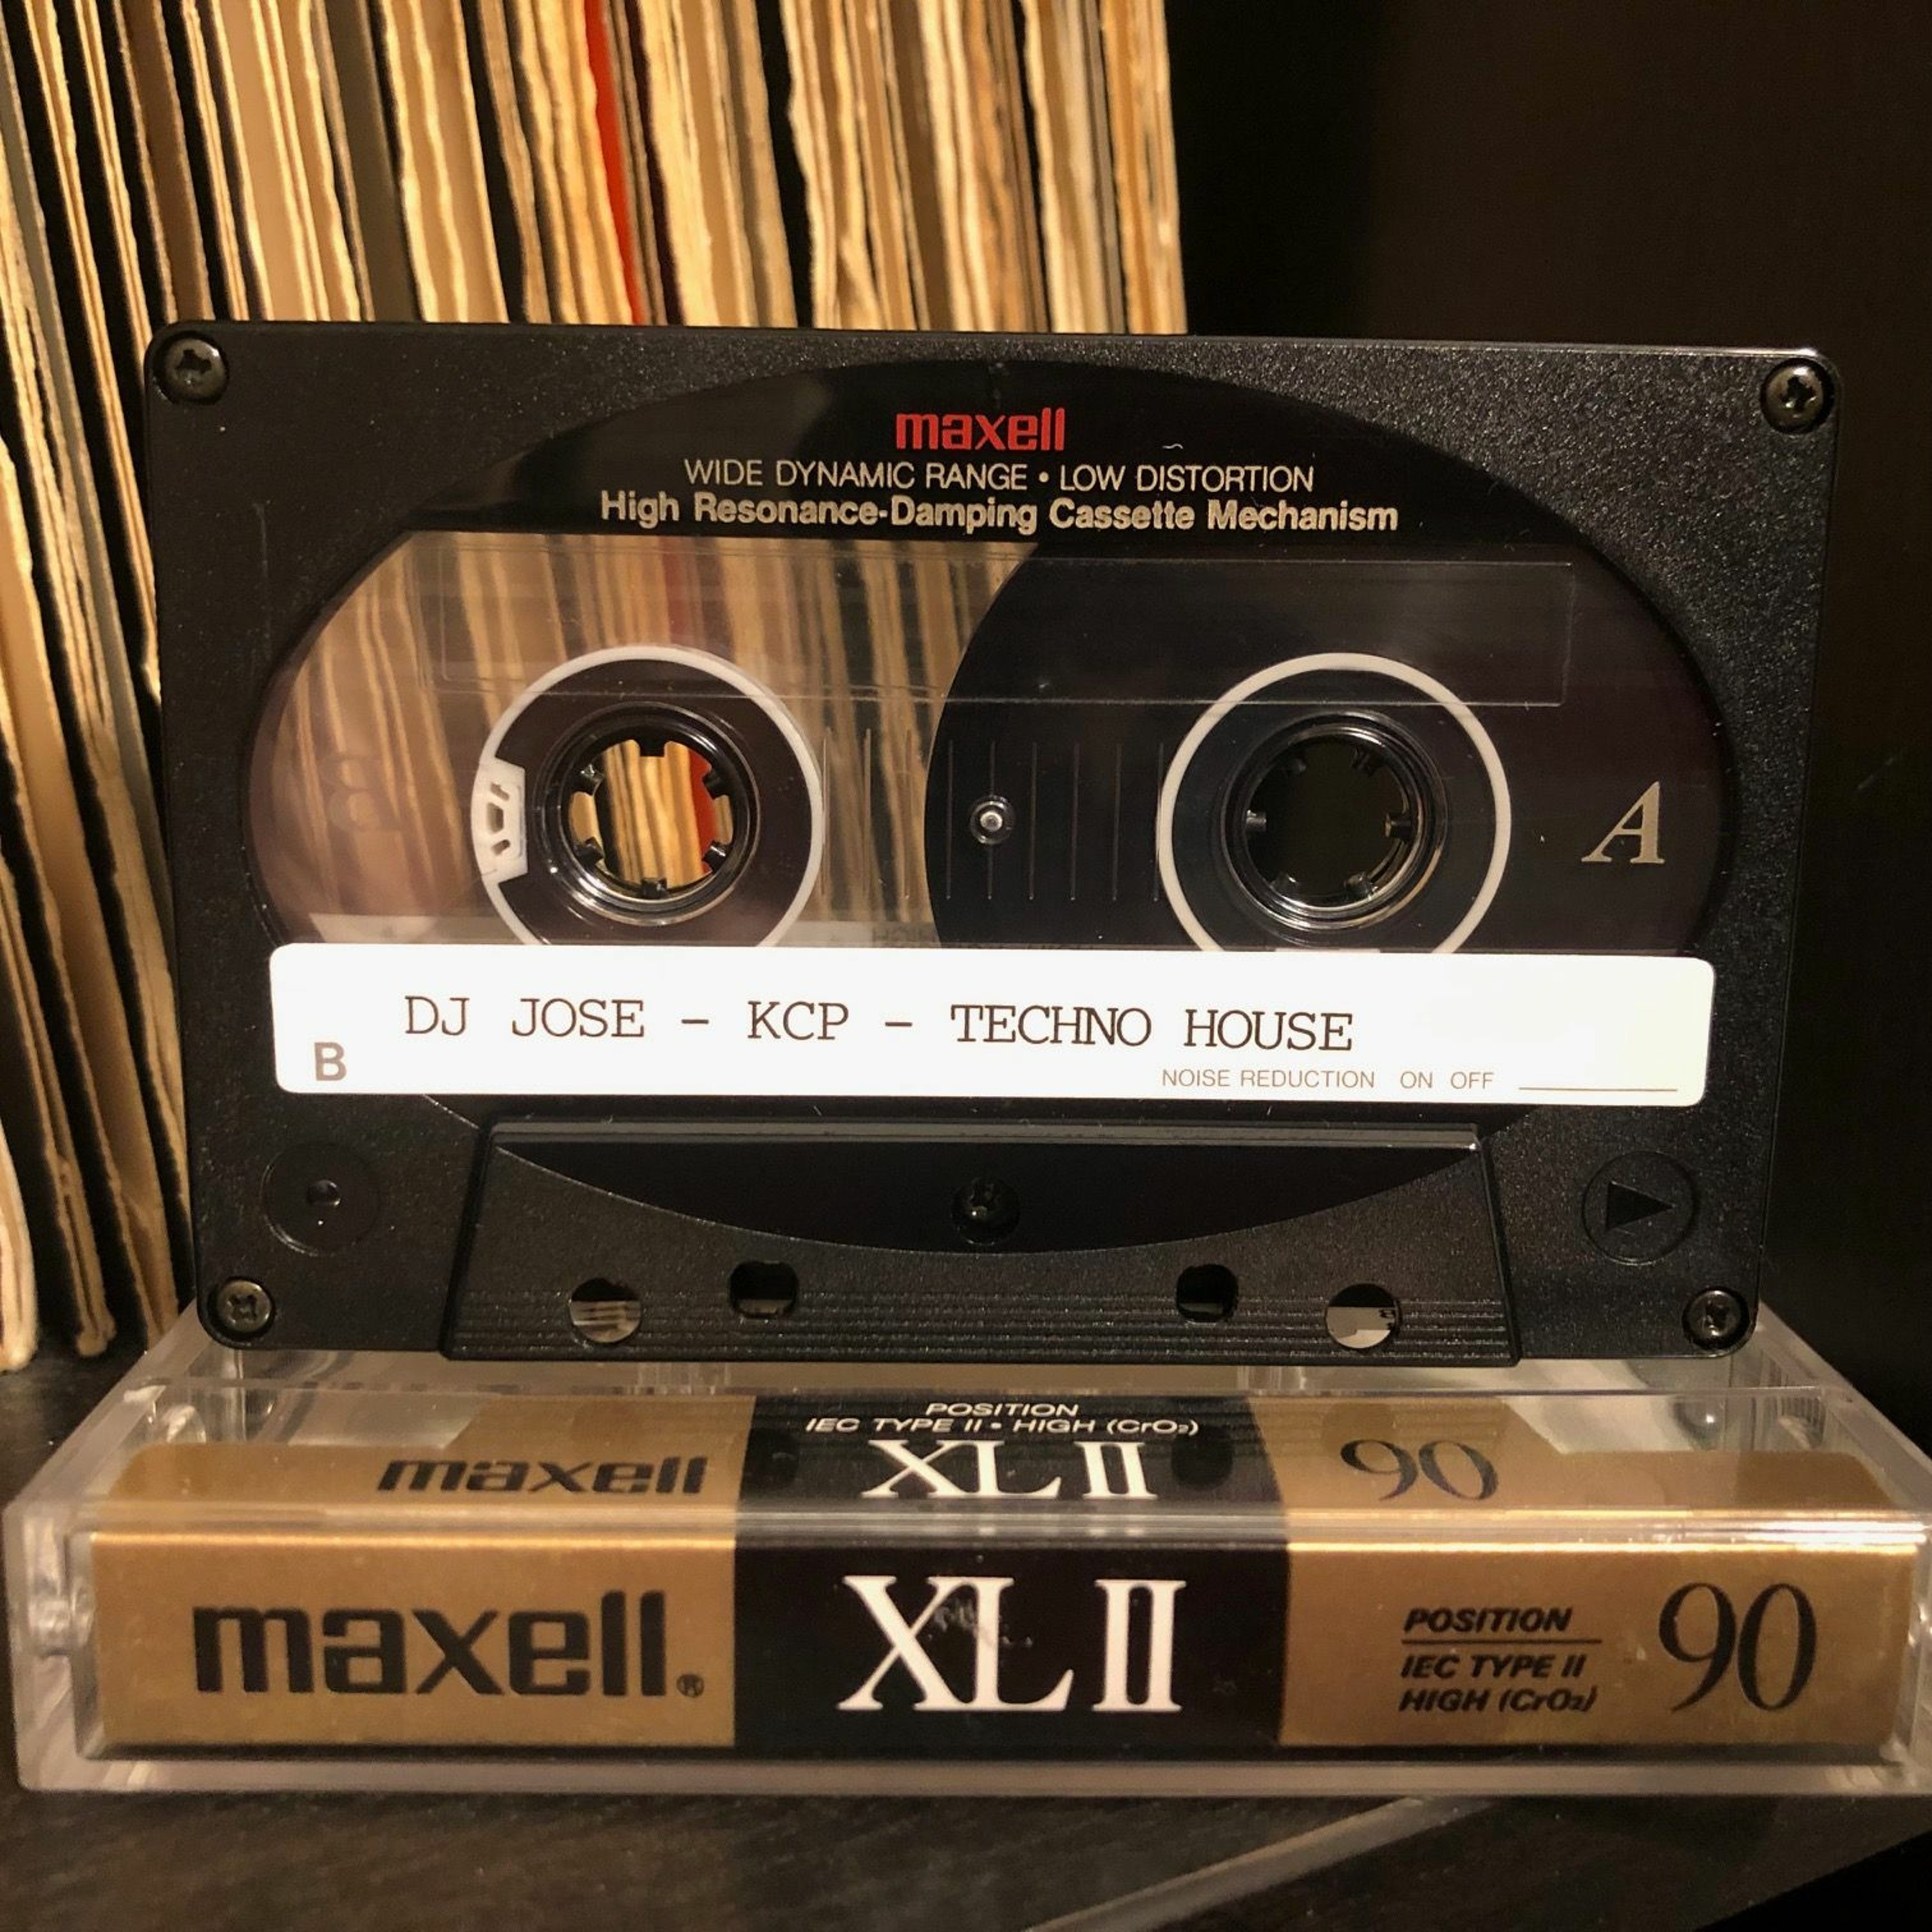 maxell
WIDE DYNAMIC RANGE • LOW DISTORTION
High Resonance-Damping Cassette Mechanism
A
DJ JOSE - KCP - TECHNO HOUSE
B
NOISE REDUCTION ON OFF
POSITION
IEC TYPE II • HIGH (CrO₂)
maxell XL II 90
maxell® XL II
POSITION
IEC TYPE II
HIGH (CrO₂)
90